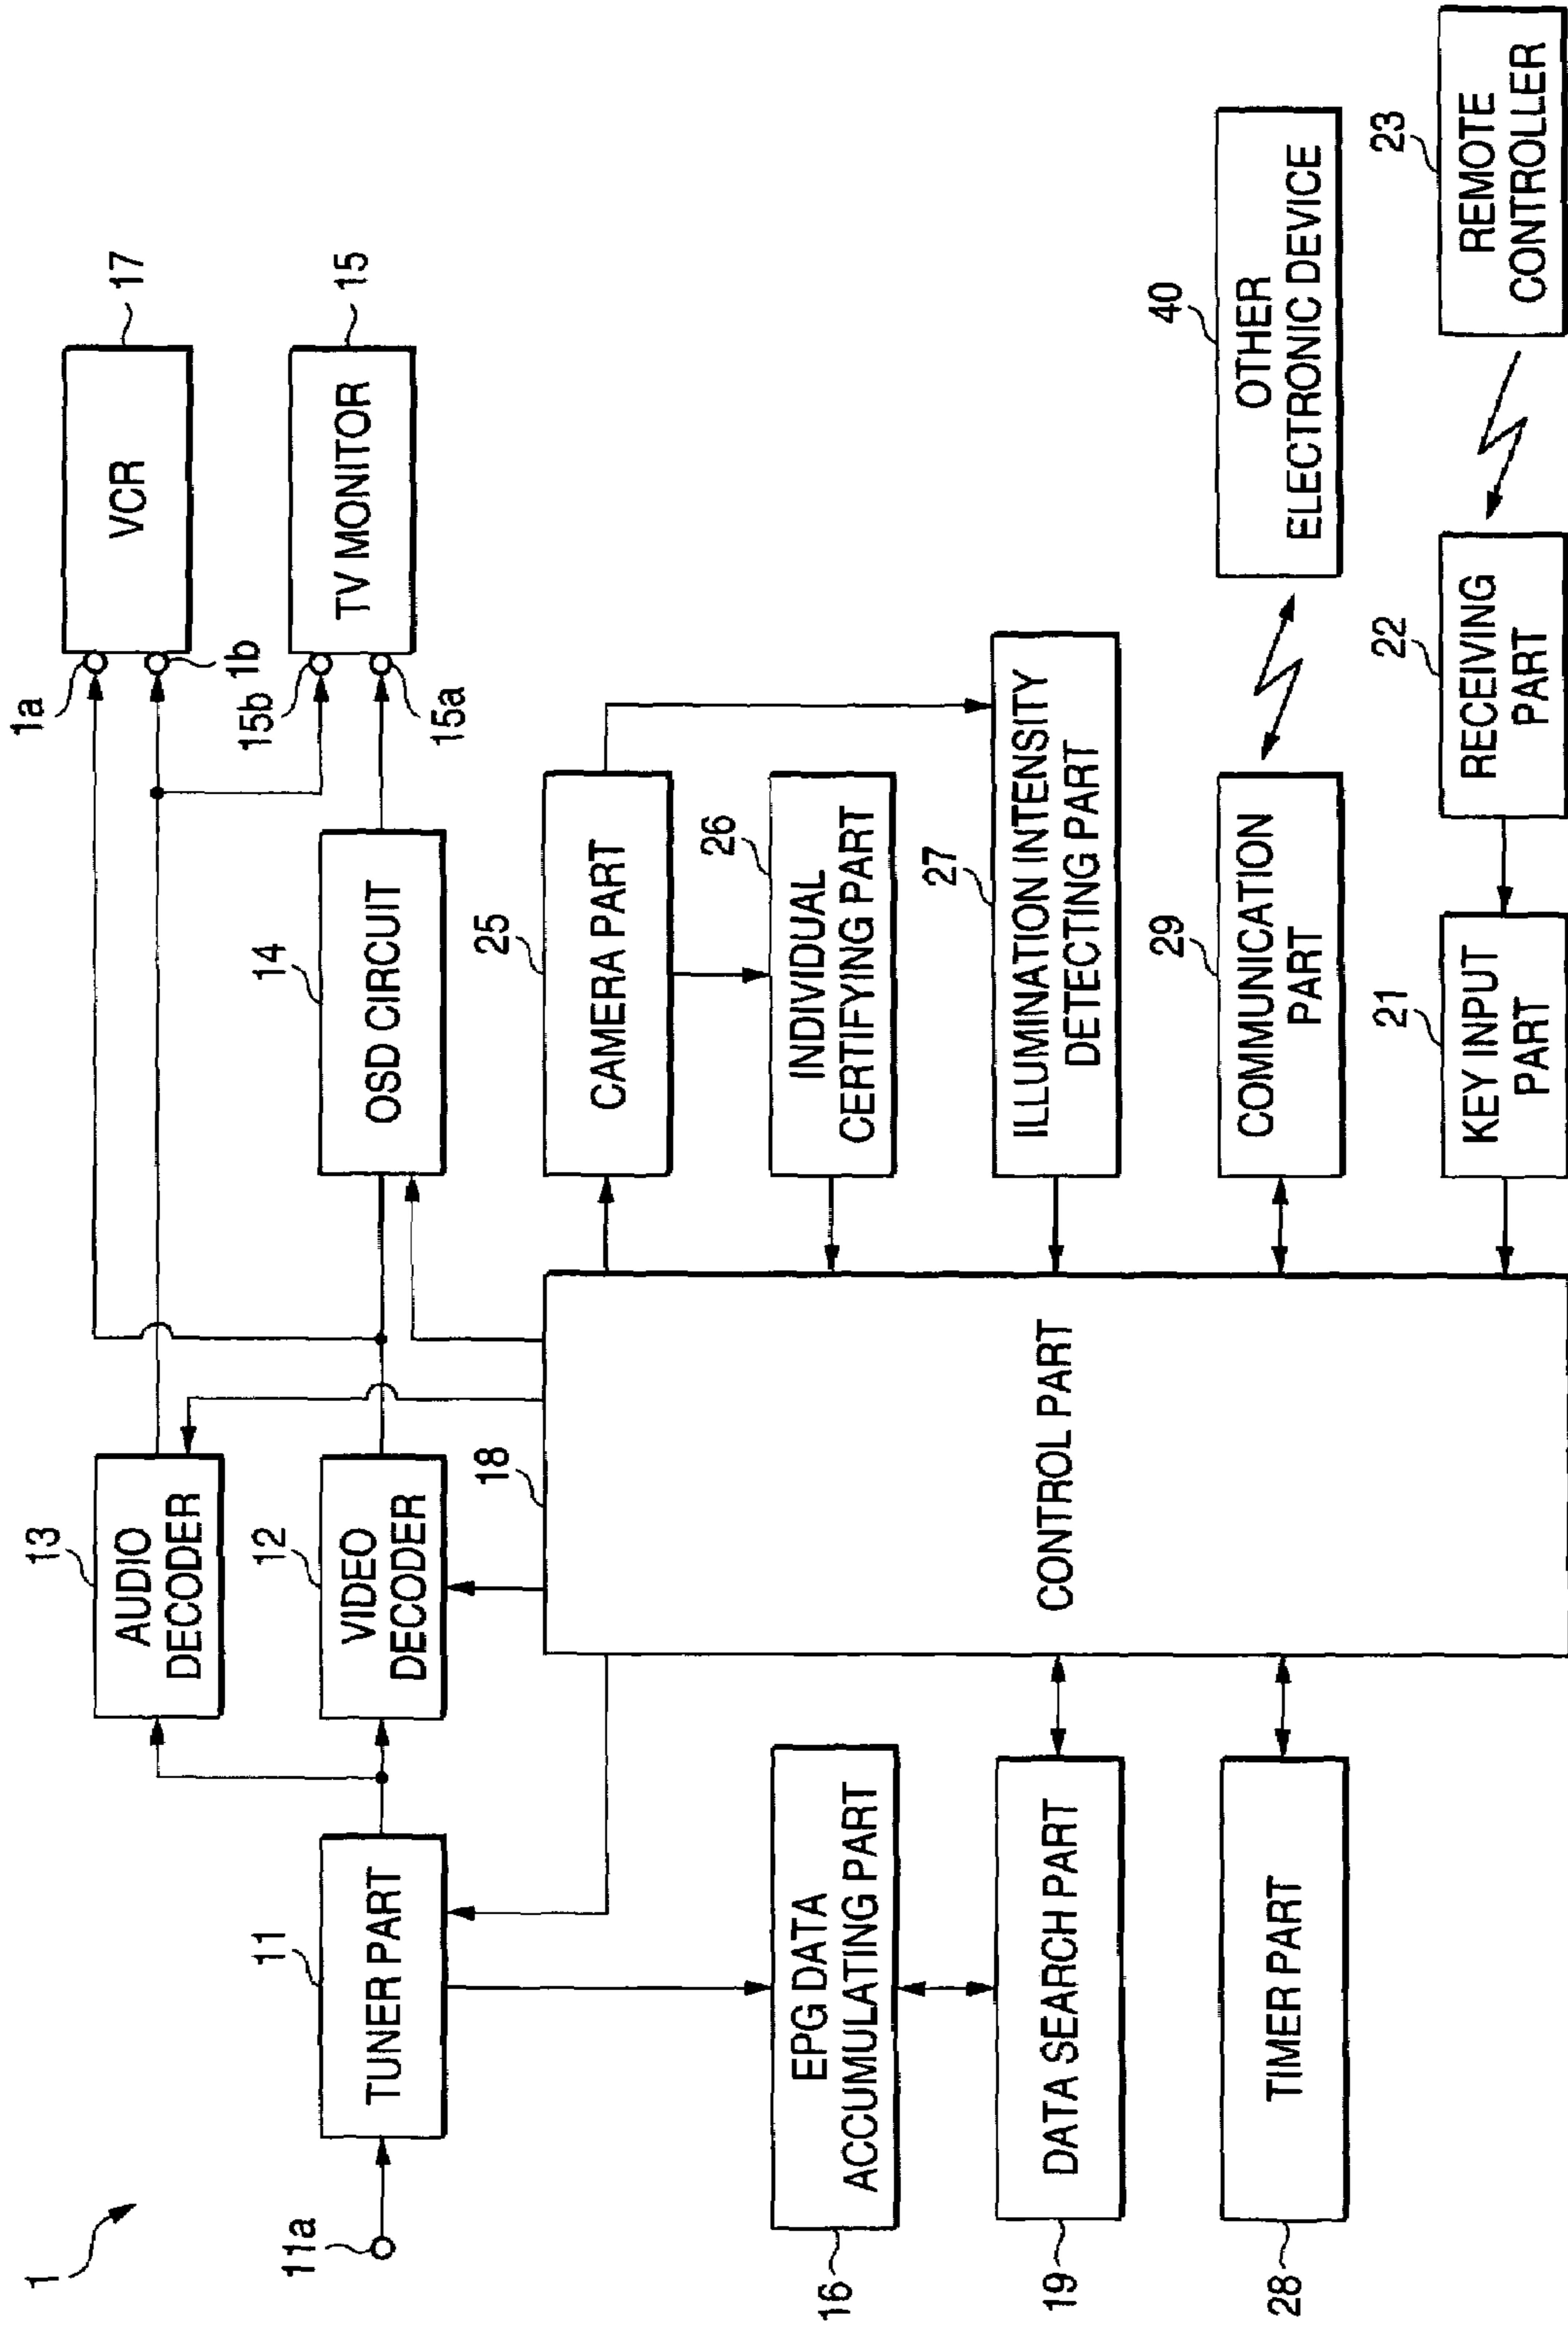 1
11a
11
TUNER PART
13
AUDIO
DECODER
12
VIDEO
DECODER
14
OSD CIRCUIT
1a
1b
17
VCR
15b
15a
15
TV MONITOR
16
EPG DATA
ACCUMULATING PART
19
DATA SEARCH PART
28
TIMER PART
18
CONTROL PART
25
CAMERA PART
26
INDIVIDUAL
CERTIFYING PART
27
ILLUMINATION INTENSITY
DETECTING PART
29
COMMUNICATION
PART
40
OTHER
ELECTRONIC DEVICE
21
KEY INPUT
PART
22
RECEIVING
PART
23
REMOTE
CONTROLLER